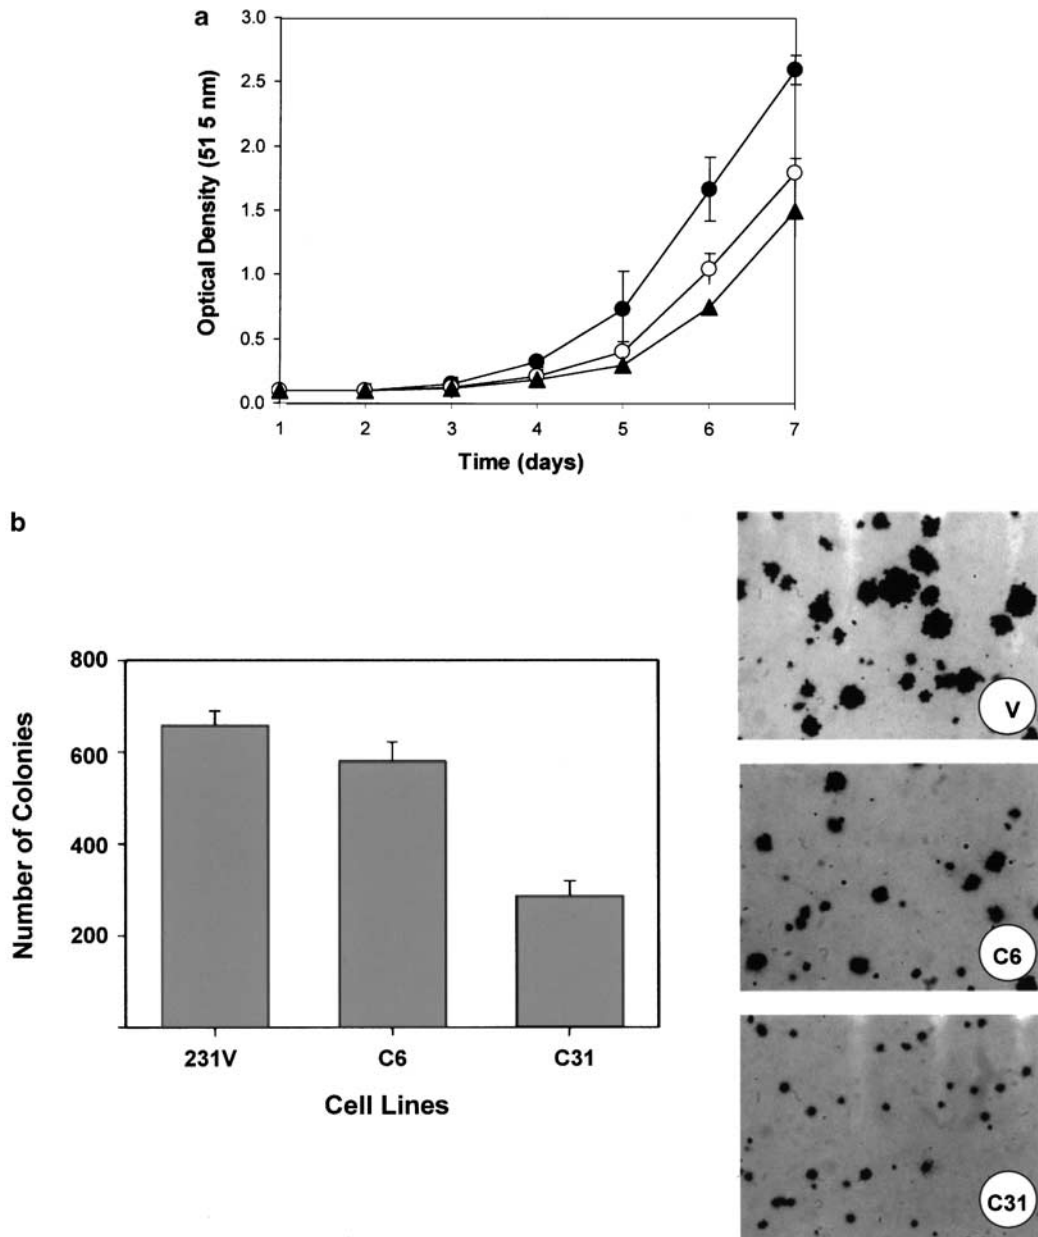 a
3.0
2.5
2.0
1.5
1.0
0.5
0.0
Optical Density (51 5 nm)
1 2 3 4 5 6 7
Time (days)
b
800
600
400
200
Number of Colonies
231V C6 C31
Cell Lines
V
C6
C31